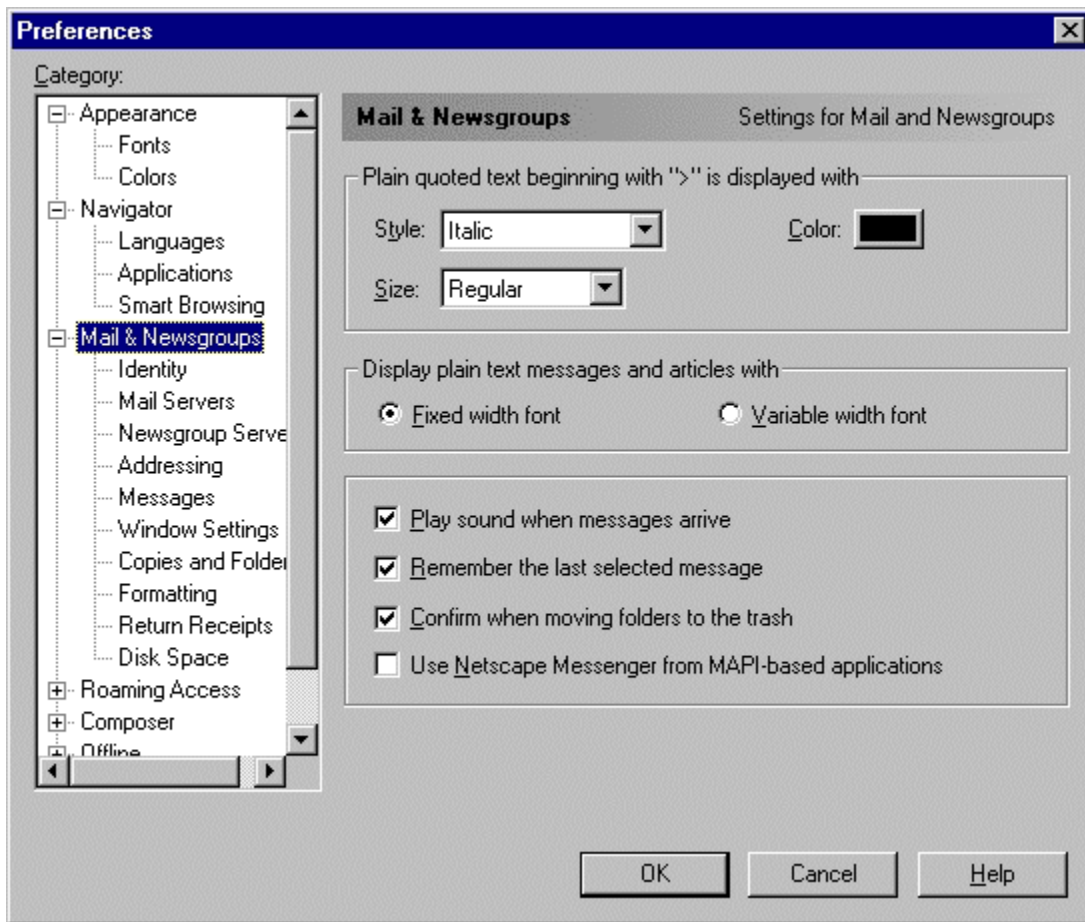 Preferences
Category:
Appearance
Fonts
Colors
Navigator
Languages
Applications
Smart Browsing
Mail & Newsgroups
Identity
Mail Servers
Newsgroup Serve
Addressing
Messages
Window Settings
Copies and Folder
Formatting
Return Receipts
Disk Space
Roaming Access
Composer
Offline
Mail & Newsgroups Settings for Mail and Newsgroups
Plain quoted text beginning with ">" is displayed with
Style: Italic Color:
Size: Regular
Display plain text messages and articles with
Fixed width font Variable width font
Play sound when messages arrive
Remember the last selected message
Confirm when moving folders to the trash
Use Netscape Messenger from MAPI-based applications
OK Cancel Help